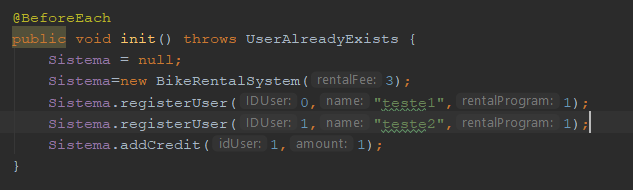 @BeforeEach
public void init() throws UserAlreadyExists {
Sistema = null;
Sistema=new BikeRentalSystem( rentalFee: 3);
Sistema.registerUser( IDUser: 0, name: "teste1", rentalProgram: 1);
Sistema.registerUser( IDUser: 1, name: "teste2", rentalProgram: 1);
Sistema.addCredit( idUser: 1, amount: 1);
}